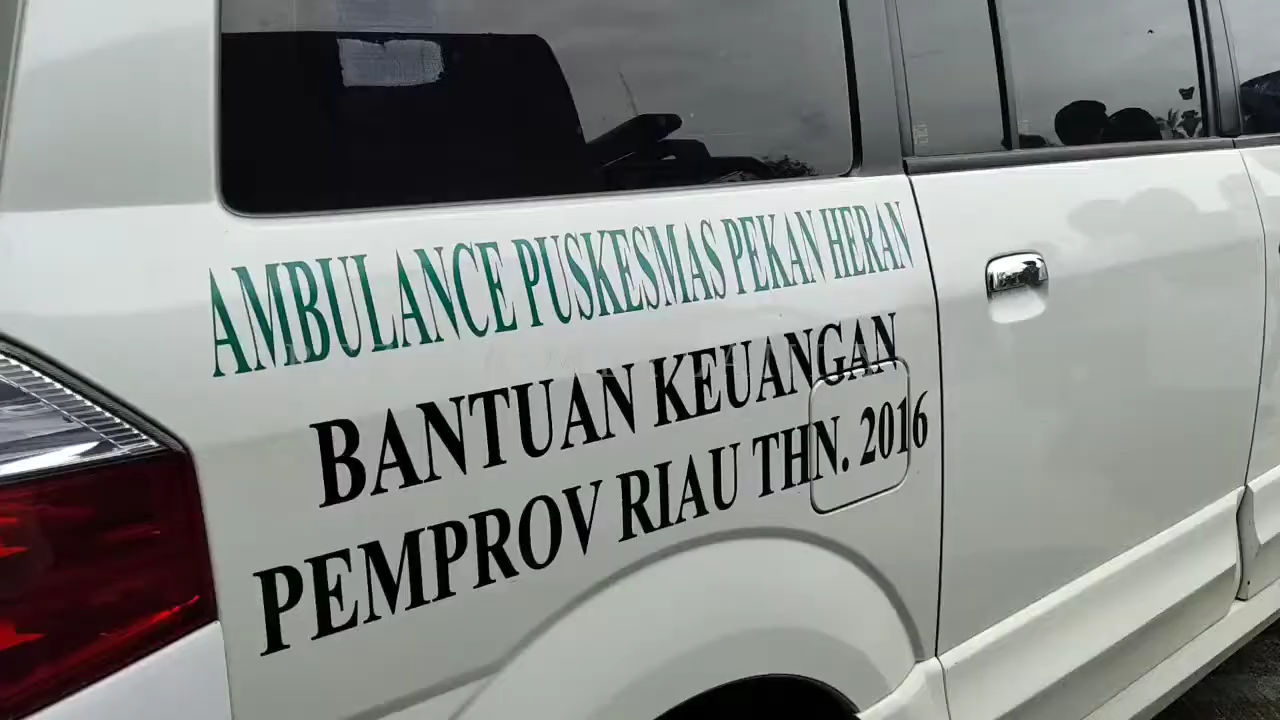 AMBULANCE PUSKESMAS PEKAN HERAN
BANTUAN KEUANGAN
PEMPROV RIAU THN. 2016